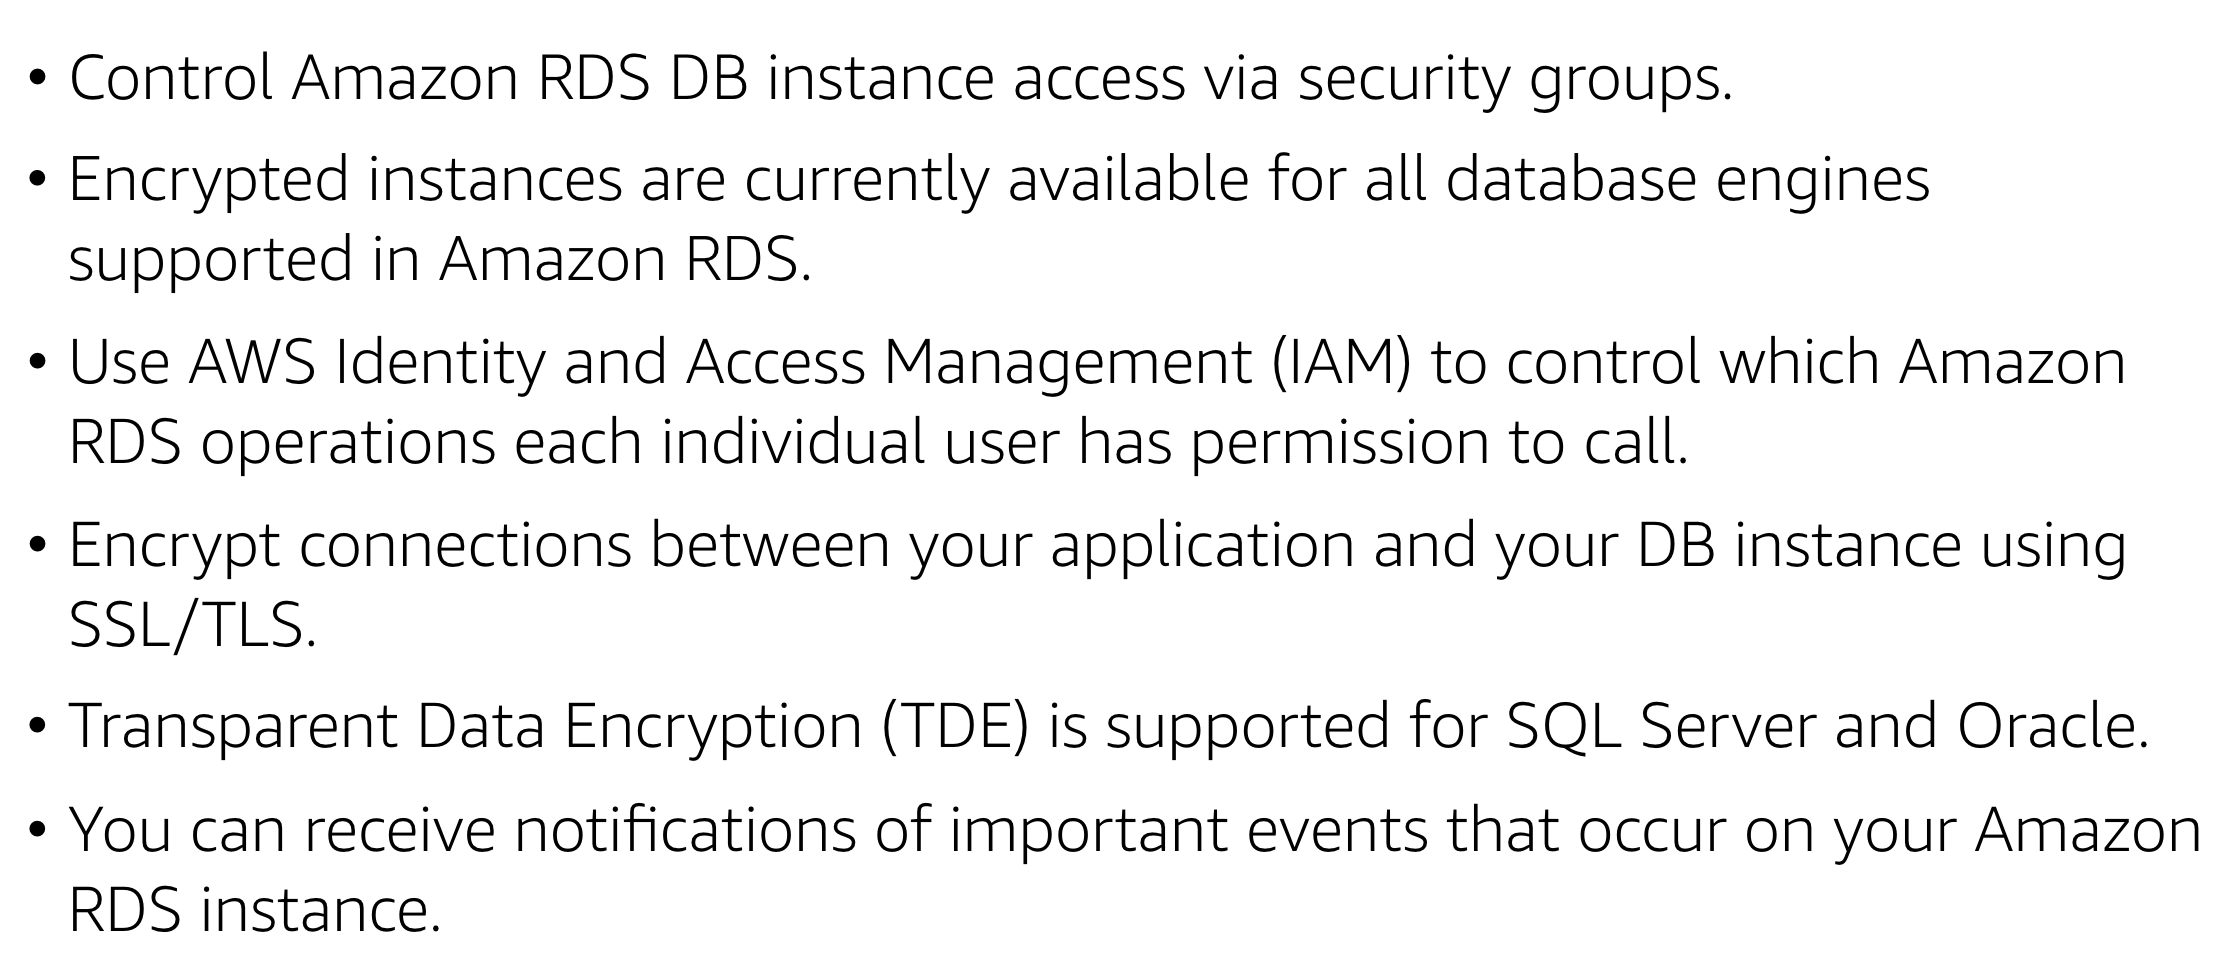 • Control Amazon RDS DB instance access via security groups.
• Encrypted instances are currently available for all database engines
supported in Amazon RDS.
• Use AWS Identity and Access Management (IAM) to control which Amazon
RDS operations each individual user has permission to call.
• Encrypt connections between your application and your DB instance using
SSL/TLS.
• Transparent Data Encryption (TDE) is supported for SQL Server and Oracle.
• You can receive notifications of important events that occur on your Amazon
RDS instance.